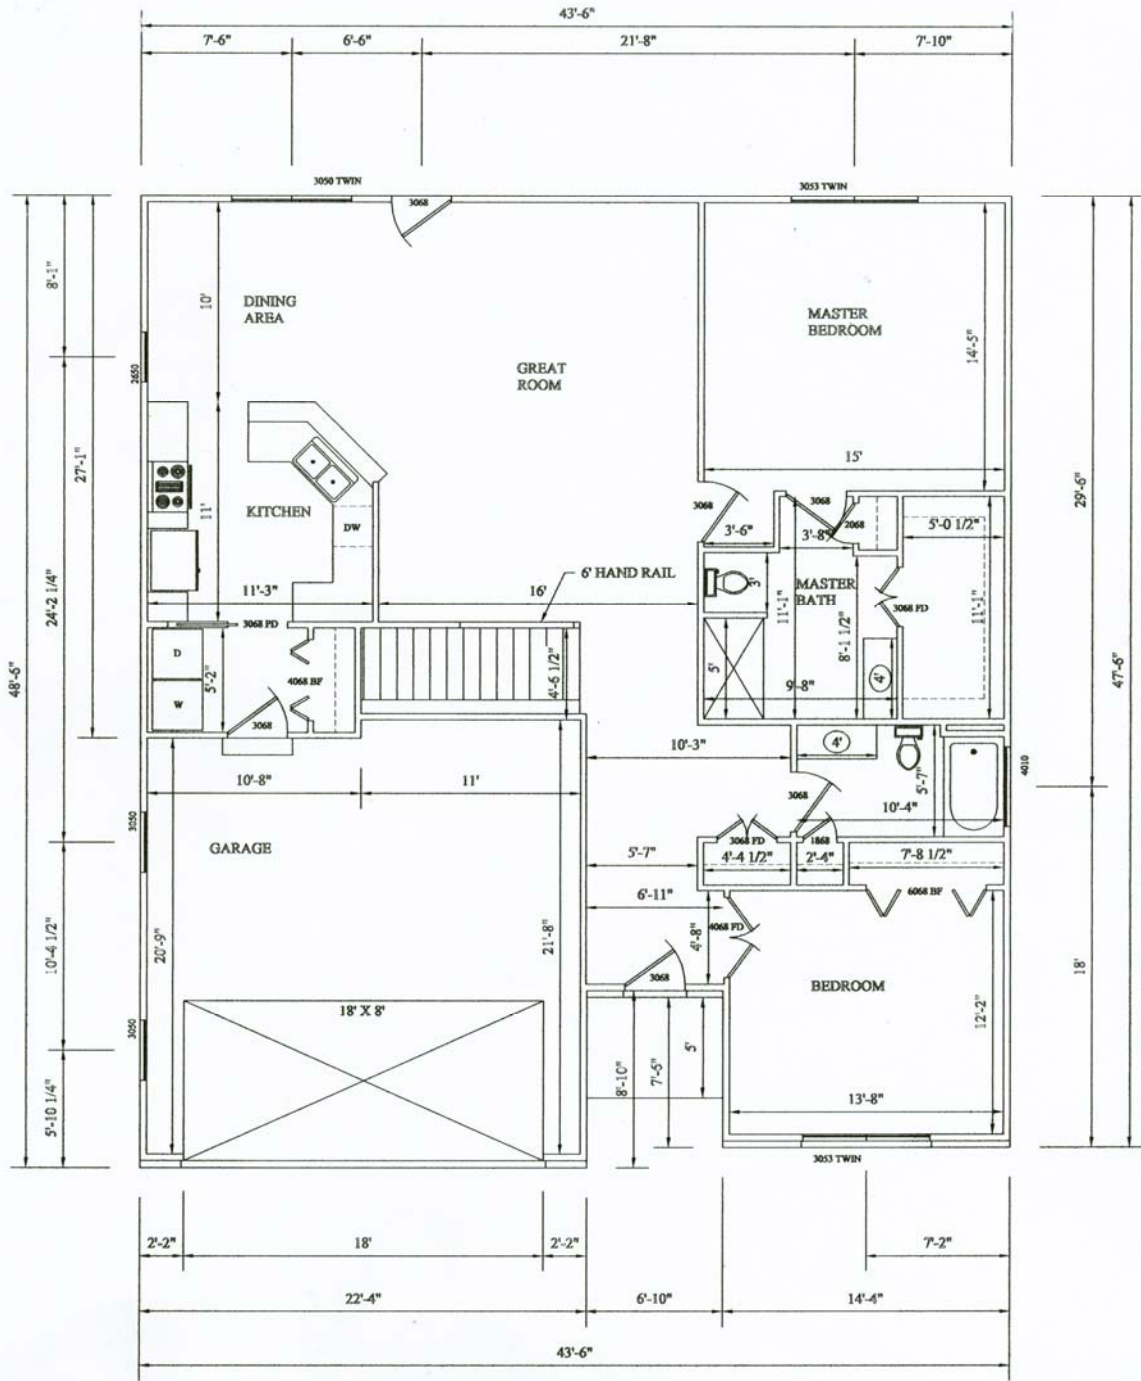 43'-6"
7'-6" 6'-6" 21'-8" 7'-10"
3050 TWIN 3053 TWIN
3068
8'-1"
10'
DINING
AREA
MASTER
BEDROOM
14'-5"
GREAT
ROOM
2650
27'-1"
15'
29'-6"
11'
KITCHEN
DW
3068
3068
2068
3'-6"
3'-8"
5'-0 1/2"
24'-2 1/4"
11'-3"
16'
6' HAND RAIL
3'
MASTER
BATH
11'-1"
8'-1 1/2"
3068 FD
11'-1"
3068 PD
D
W
5'-2"
4068 BF
3068
4'-6 1/2"
5'
9'-8"
4'
48'-6"
47'-6"
10'-8"
11'
10'-3"
4'
5'-7"
4010
3068
10'-4"
3050
GARAGE
3068 FD
1868
5'-7"
4'-4 1/2"
2'-4"
7'-8 1/2"
6068 BF
6'-11"
10'-4 1/2"
20'-9"
21'-8"
4'-8"
4068 FD
3068
BEDROOM
12'-2"
18'
18' X 8'
3050
5'-10 1/4"
8'-10"
7'-6"
5'
13'-8"
3053 TWIN
2'-2" 18' 2'-2" 7'-2"
22'-4" 6'-10" 14'-4"
43'-6"